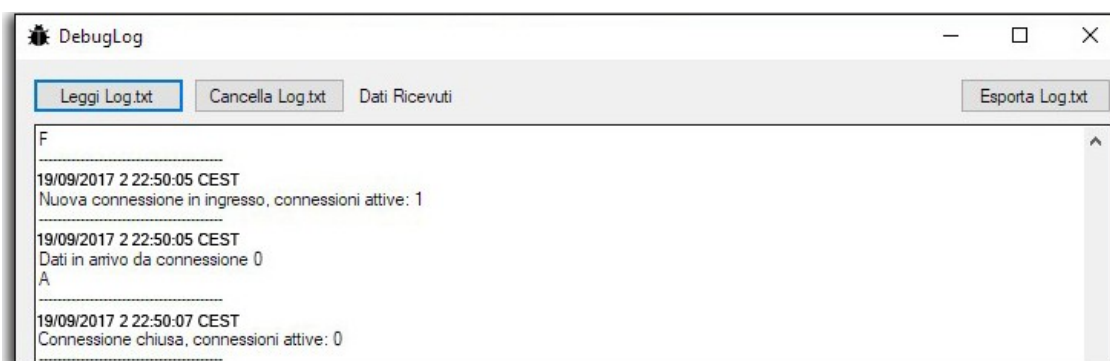 DebugLog
Leggi Log.txt Cancella Log.txt Dati Ricevuti Esporta Log.txt
F
----------------------------------------
19/09/2017 2 22:50:05 CEST
Nuova connessione in ingresso, connessioni attive: 1
----------------------------------------
19/09/2017 2 22:50:05 CEST
Dati in arrivo da connessione 0
A
----------------------------------------
19/09/2017 2 22:50:07 CEST
Connessione chiusa, connessioni attive: 0
----------------------------------------